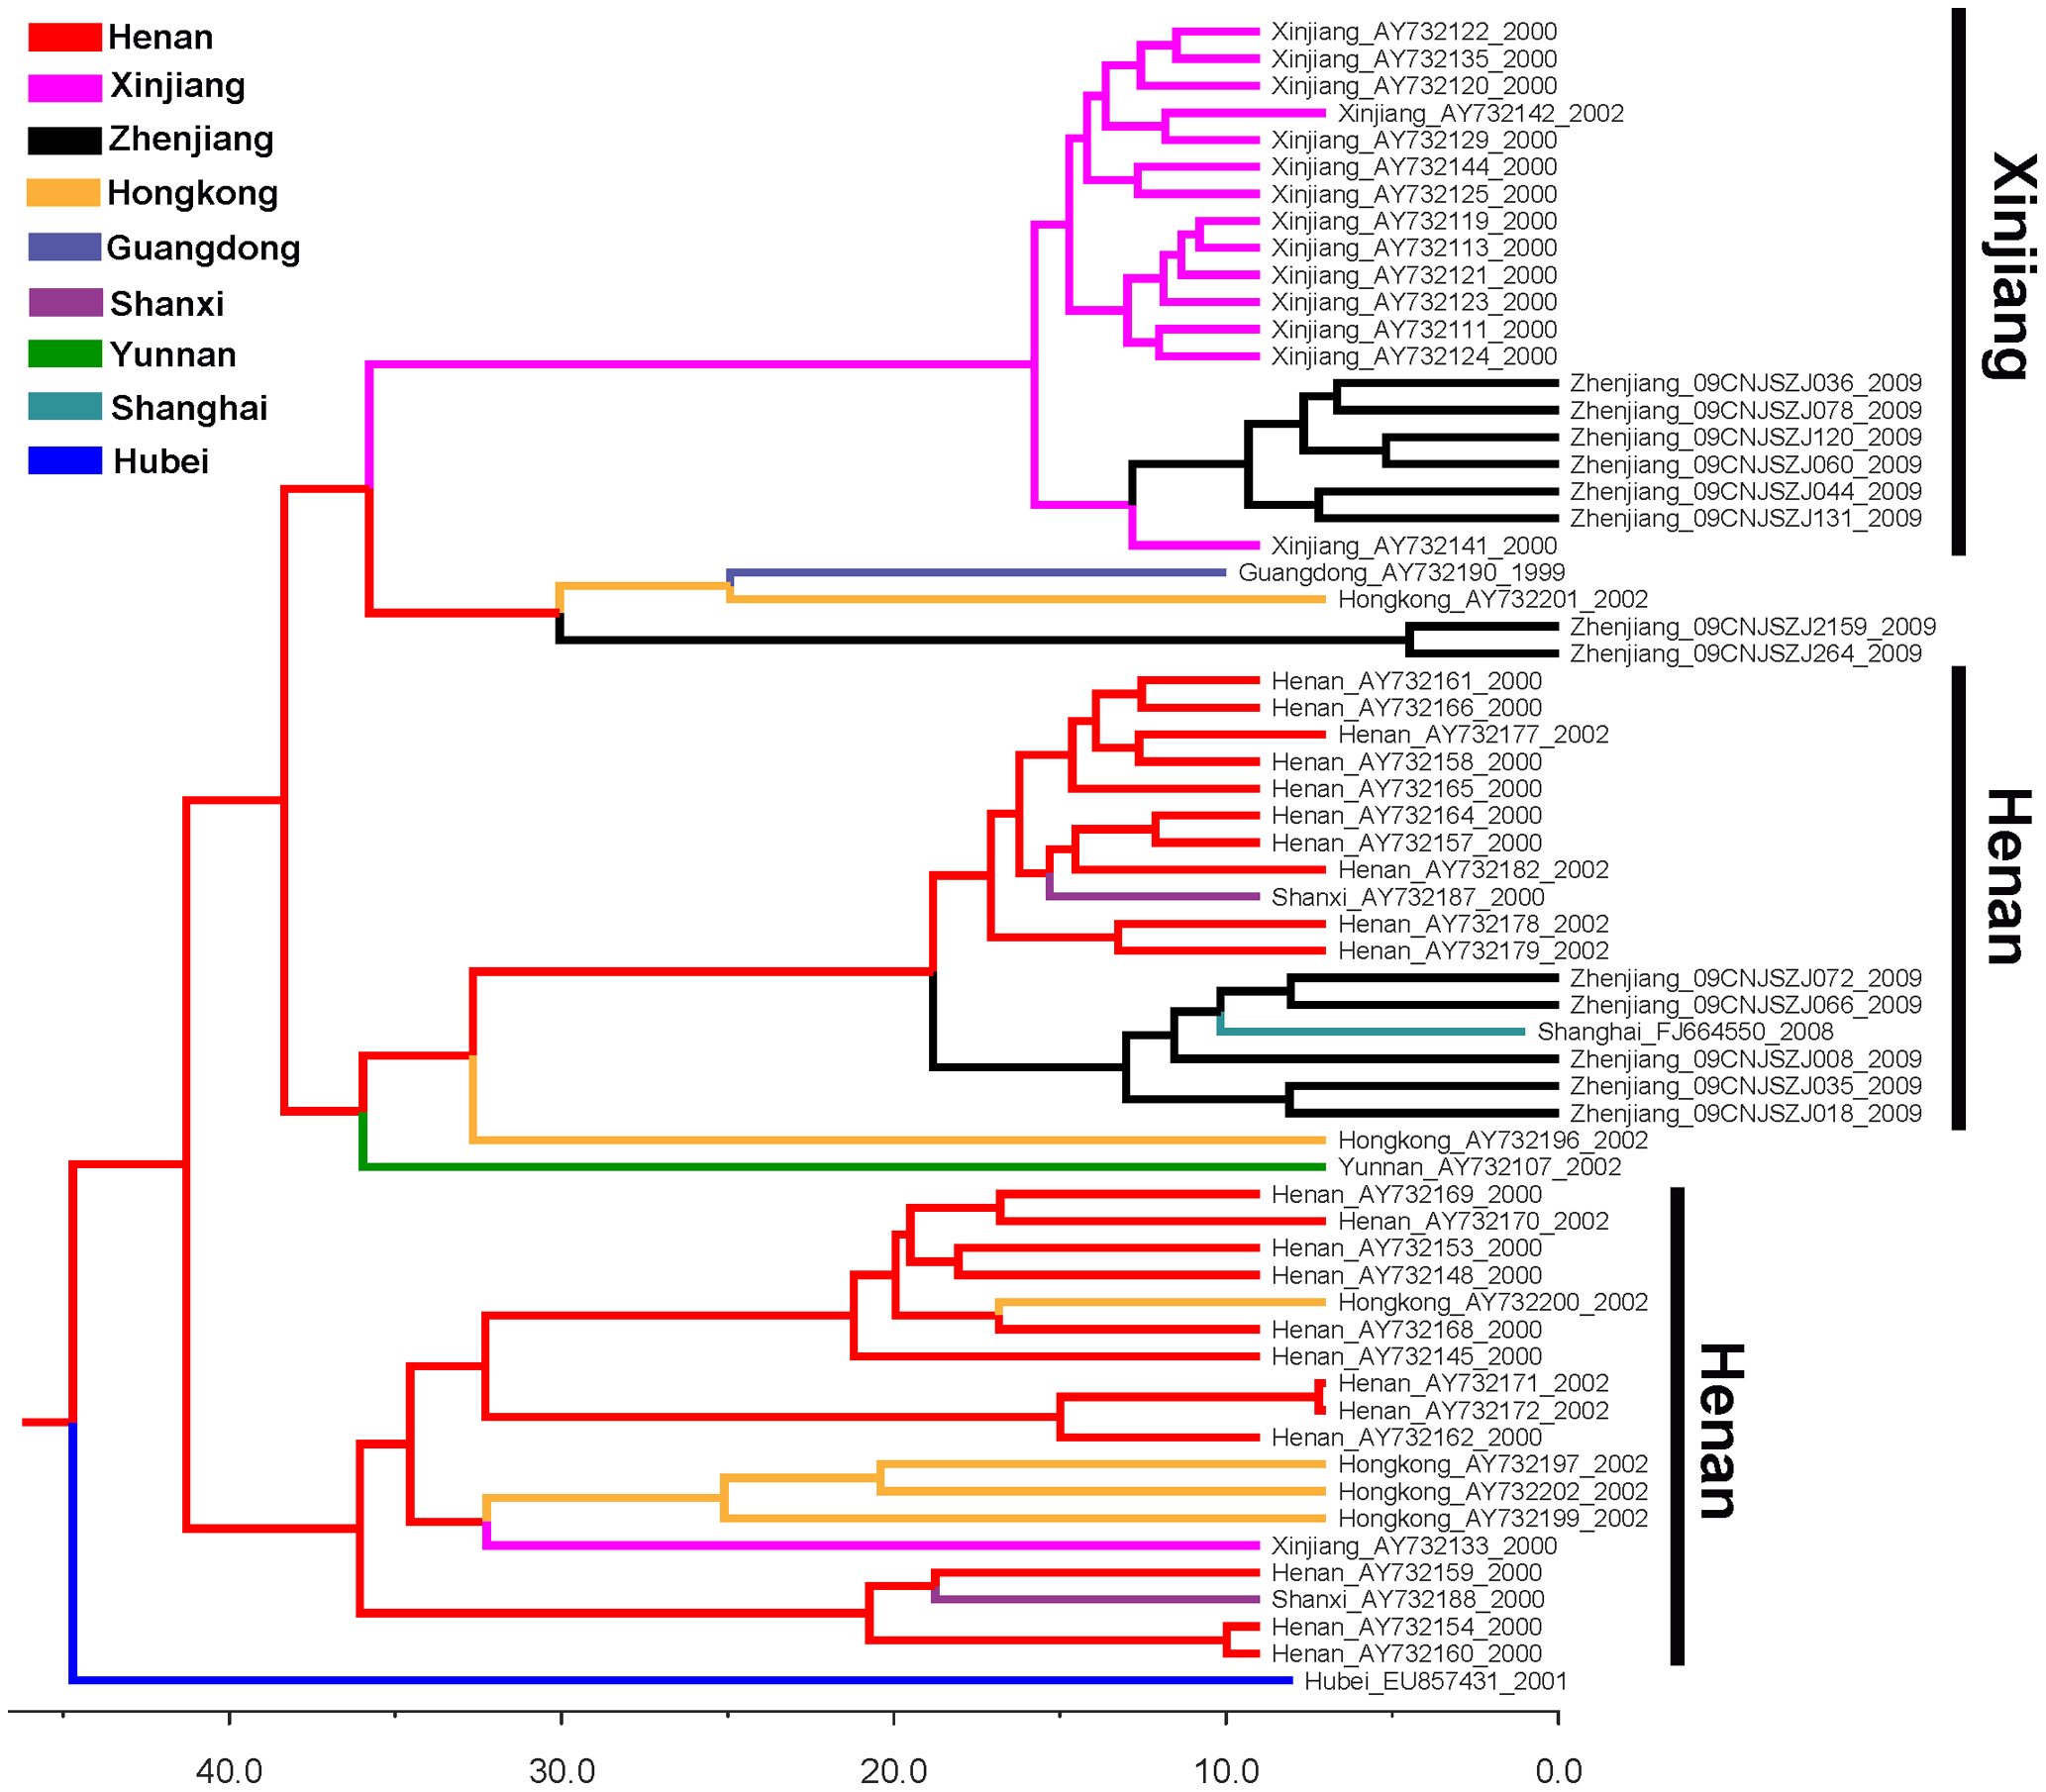 Henan
Xinjiang
Zhenjiang
Hongkong
Guangdong
Shanxi
Yunnan
Shanghai
Hubei
Xinjiang_AY732122_2000
Xinjiang_AY732135_2000
Xinjiang_AY732120_2000
Xinjiang_AY732142_2002
Xinjiang_AY732129_2000
Xinjiang_AY732144_2000
Xinjiang_AY732125_2000
Xinjiang_AY732119_2000
Xinjiang_AY732113_2000
Xinjiang_AY732121_2000
Xinjiang_AY732123_2000
Xinjiang_AY732111_2000
Xinjiang_AY732124_2000
Zhenjiang_09CNJSZJ036_2009
Zhenjiang_09CNJSZJ078_2009
Zhenjiang_09CNJSZJ120_2009
Zhenjiang_09CNJSZJ060_2009
Zhenjiang_09CNJSZJ044_2009
Zhenjiang_09CNJSZJ131_2009
Xinjiang_AY732141_2000
Xinjiang
Guangdong_AY732190_1999
Hongkong_AY732201_2002
Zhenjiang_09CNJSZJ2159_2009
Zhenjiang_09CNJSZJ264_2009
Henan_AY732161_2000
Henan_AY732166_2000
Henan_AY732177_2002
Henan_AY732158_2000
Henan_AY732165_2000
Henan_AY732164_2000
Henan_AY732157_2000
Henan_AY732182_2002
Shanxi_AY732187_2000
Henan_AY732178_2002
Henan_AY732179_2002
Zhenjiang_09CNJSZJ072_2009
Zhenjiang_09CNJSZJ066_2009
Shanghai_FJ664550_2008
Zhenjiang_09CNJSZJ008_2009
Zhenjiang_09CNJSZJ035_2009
Zhenjiang_09CNJSZJ018_2009
Henan
Hongkong_AY732196_2002
Yunnan_AY732107_2002
Henan_AY732169_2000
Henan_AY732170_2002
Henan_AY732153_2000
Henan_AY732148_2000
Hongkong_AY732200_2002
Henan_AY732168_2000
Henan_AY732145_2000
Henan_AY732171_2002
Henan_AY732172_2002
Henan_AY732162_2000
Hongkong_AY732197_2002
Hongkong_AY732202_2002
Hongkong_AY732199_2002
Xinjiang_AY732133_2000
Henan_AY732159_2000
Shanxi_AY732188_2000
Henan_AY732154_2000
Henan_AY732160_2000
Henan
Hubei_EU857431_2001
40.0 30.0 20.0 10.0 0.0